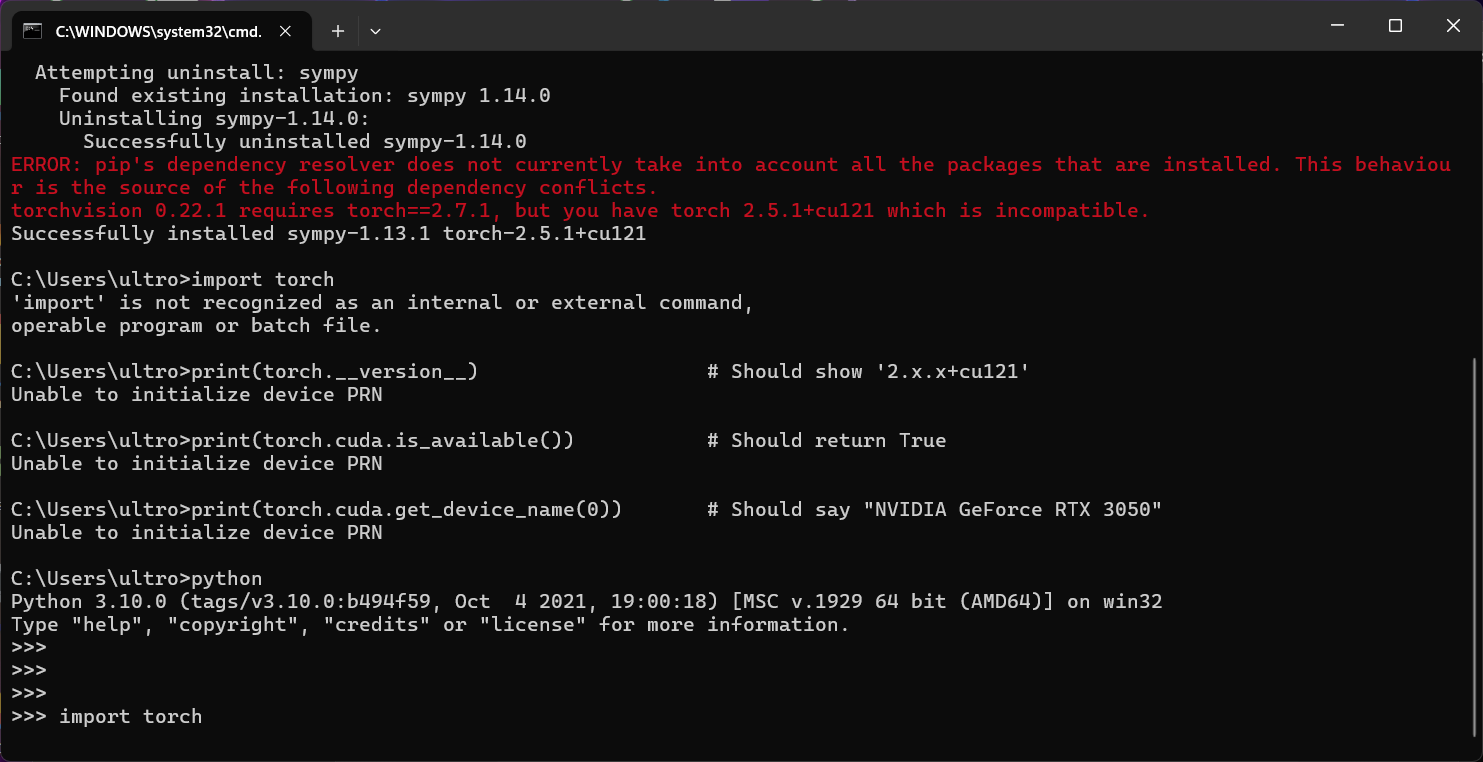 C:\WINDOWS\system32\cmd.
Attempting uninstall: sympy
Found existing installation: sympy 1.14.0
Uninstalling sympy-1.14.0:
Successfully uninstalled sympy-1.14.0
ERROR: pip's dependency resolver does not currently take into account all the packages that are installed. This behaviou
r is the source of the following dependency conflicts.
torchvision 0.22.1 requires torch==2.7.1, but you have torch 2.5.1+cu121 which is incompatible.
Successfully installed sympy-1.13.1 torch-2.5.1+cu121
C:\Users\ultro>import torch
'import' is not recognized as an internal or external command,
operable program or batch file.
C:\Users\ultro>print(torch.__version__)                   # Should show '2.x.x+cu121'
Unable to initialize device PRN
C:\Users\ultro>print(torch.cuda.is_available())           # Should return True
Unable to initialize device PRN
C:\Users\ultro>print(torch.cuda.get_device_name(0))       # Should say "NVIDIA GeForce RTX 3050"
Unable to initialize device PRN
C:\Users\ultro>python
Python 3.10.0 (tags/v3.10.0:b494f59, Oct  4 2021, 19:00:18) [MSC v.1929 64 bit (AMD64)] on win32
Type "help", "copyright", "credits" or "license" for more information.
>>>
>>>
>>>
>>> import torch